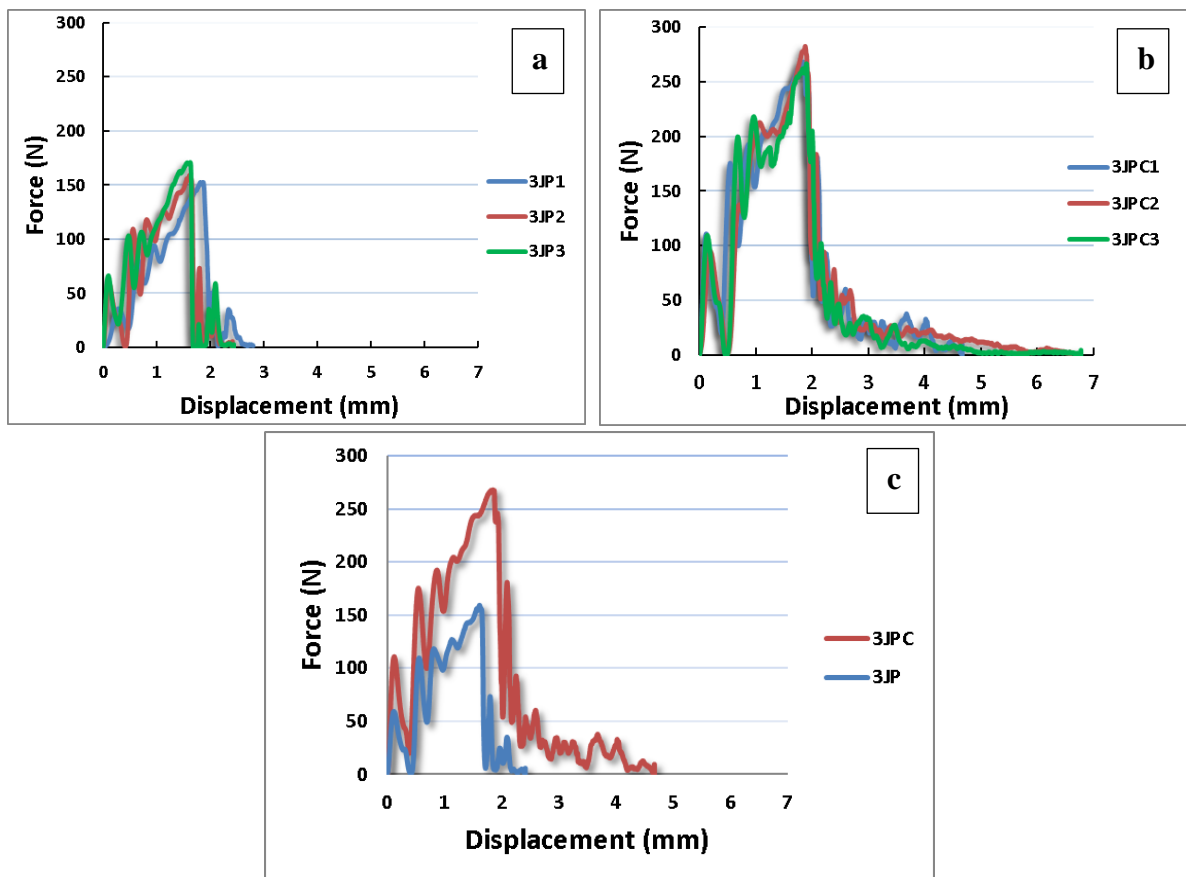 a
300
250
200
150
100
50
0
Force (N)
0 1 2 3 4 5 6 7
Displacement (mm)
3JP1
3JP2
3JP3
b
300
250
200
150
100
50
0
Force (N)
0 1 2 3 4 5 6 7
Displacement (mm)
3JPC1
3JPC2
3JPC3
c
300
250
200
150
100
50
0
Force (N)
0 1 2 3 4 5 6 7
Displacement (mm)
3JPC
3JP